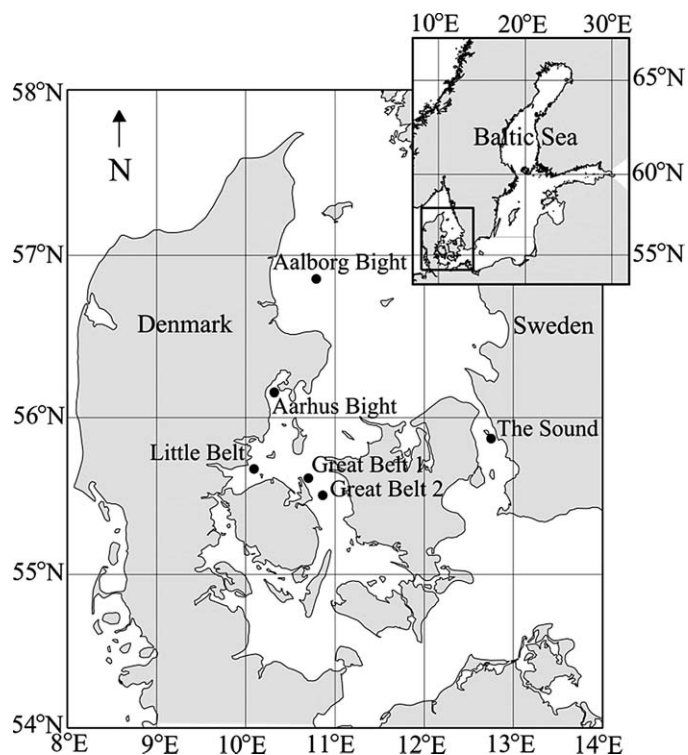 10°E 20°E 30°E
65°N
Baltic Sea
60°N
55°N
58°N
N
57°N
Aalborg Bight
Denmark
Sweden
56°N
Aarhus Bight
The Sound
Little Belt
Great Belt 1
Great Belt 2
55°N
54°N
8°E 9°E 10°E 11°E 12°E 13°E 14°E